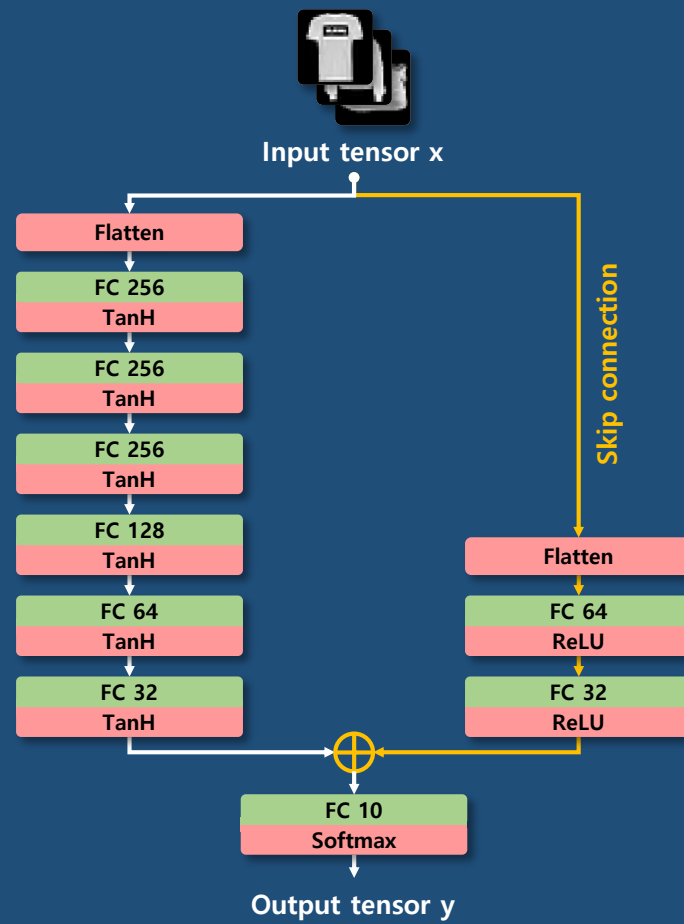 Input tensor x
Flatten
FC 256
TanH
FC 256
TanH
FC 256
TanH
FC 128
TanH
FC 64
TanH
FC 32
TanH
Skip connection
Flatten
FC 64
ReLU
FC 32
ReLU
FC 10
Softmax
Output tensor y